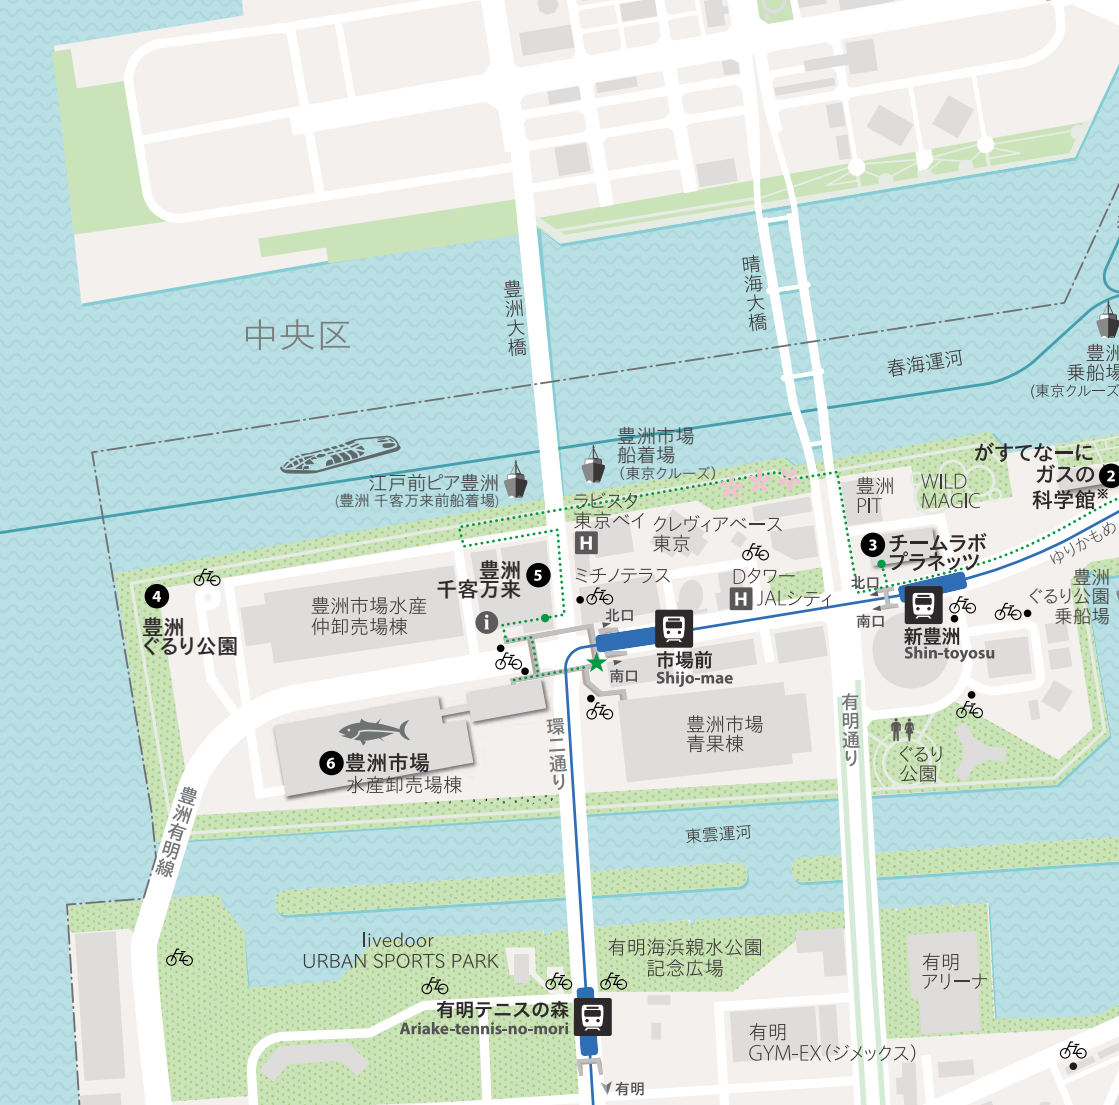 豊洲大橋
晴海大橋
中央区
春海運河
豊洲
乗船場
(東京クルーズ
豊洲市場
船着場
(東京クルーズ)
江戸前ピア豊洲
(豊洲 千客万来前船着場)
がすてなーに
ガスの
科学館※
2
ラビスタ
東京ベイ
H
クレヴィアベース
東京
豊洲
PIT
WILD
MAGIC
3
チームラボ
プラネッツ
ゆりかもめ
豊洲
千客万来
5
ミチノテラス
Dタワー
H
JALシティ
北口
南口
豊洲
ぐるり公園
乗船場
4
豊洲
ぐるり公園
豊洲市場水産
仲卸売場棟
i
北口
南口
市場前
Shijo-mae
新豊洲
Shin-toyosu
豊洲市場
青果棟
有明通り
ぐるり
公園
6
豊洲市場
水産卸売場棟
環二通り
豊洲有明線
東雲運河
livedoor
URBAN SPORTS PARK
有明海浜親水公園
記念広場
有明
アリーナ
有明テニスの森
Ariake-tennis-no-mori
有明
GYM-EX(ジメックス)
有明